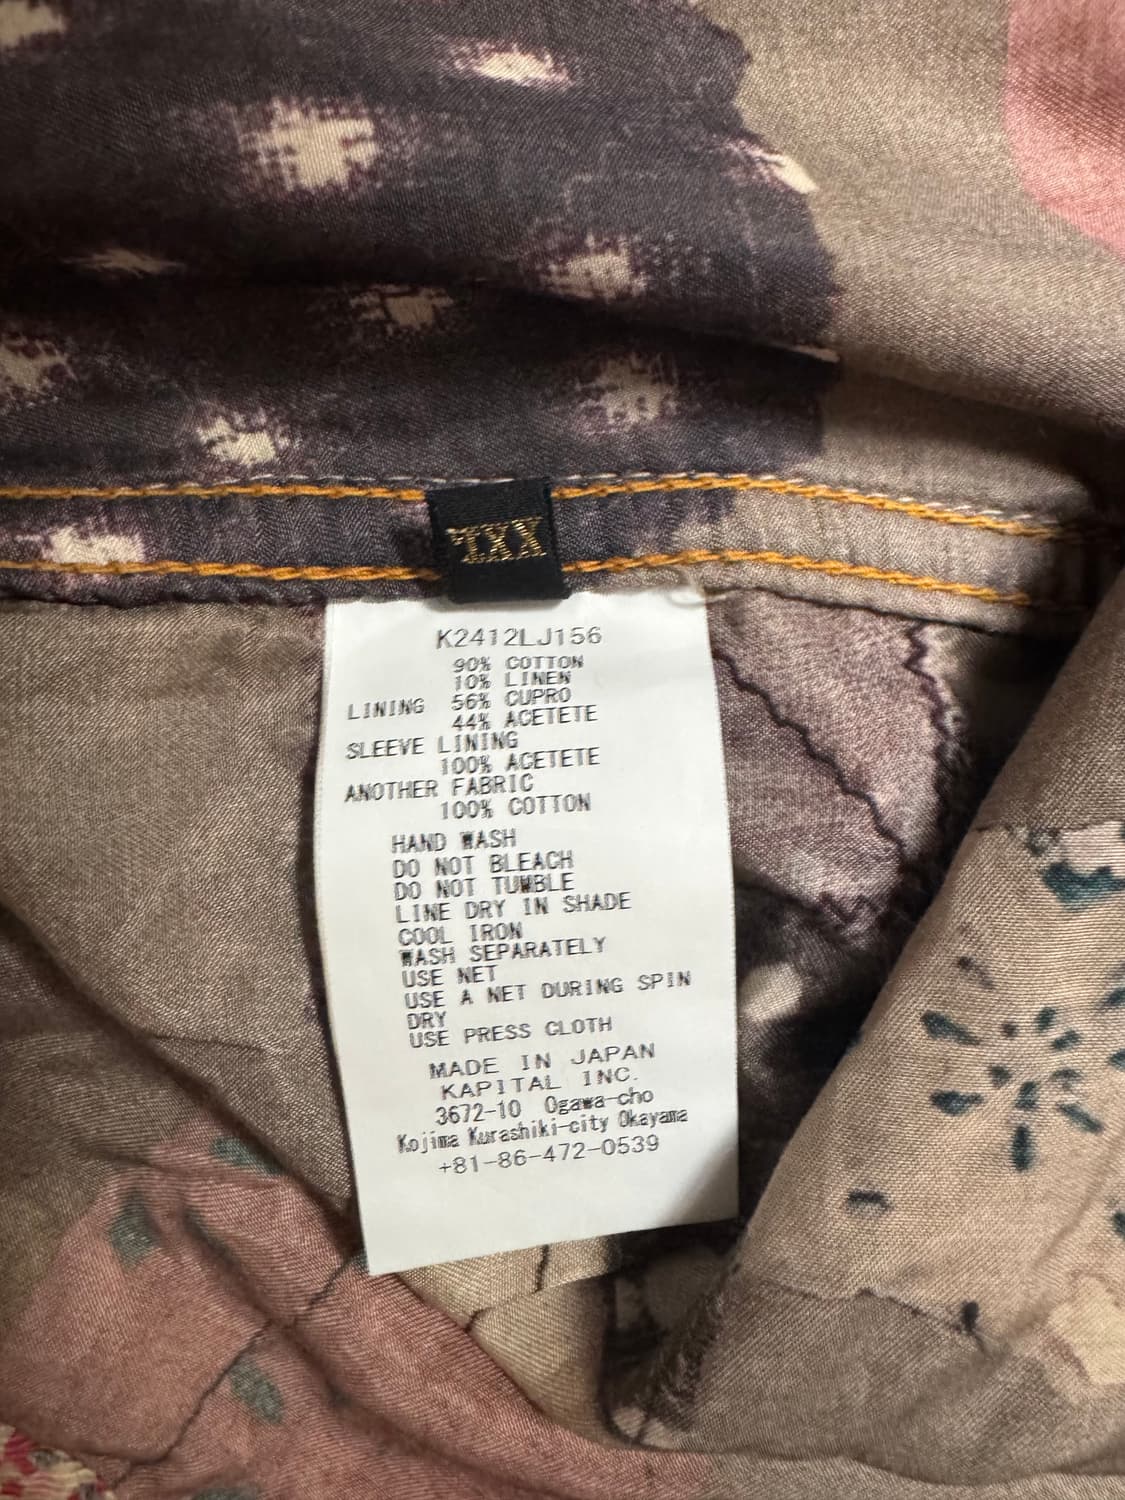 XXL
K2412LJ156
90% COTTON
10% LINEN
LINING 56% CUPRO
44% ACETETE
SLEEVE LINING
100% ACETETE
ANOTHER FABRIC
100% COTTON
HAND WASH
DO NOT BLEACH
DO NOT TUMBLE
LINE DRY IN SHADE
COOL IRON
WASH SEPARATELY
USE NET
USE A NET DURING SPIN
DRY
USE PRESS CLOTH
MADE IN JAPAN
KAPITAL INC.
3672-10 Ogawa-cho
Kojima Kurashiki-city Okayama
+81-86-472-0539